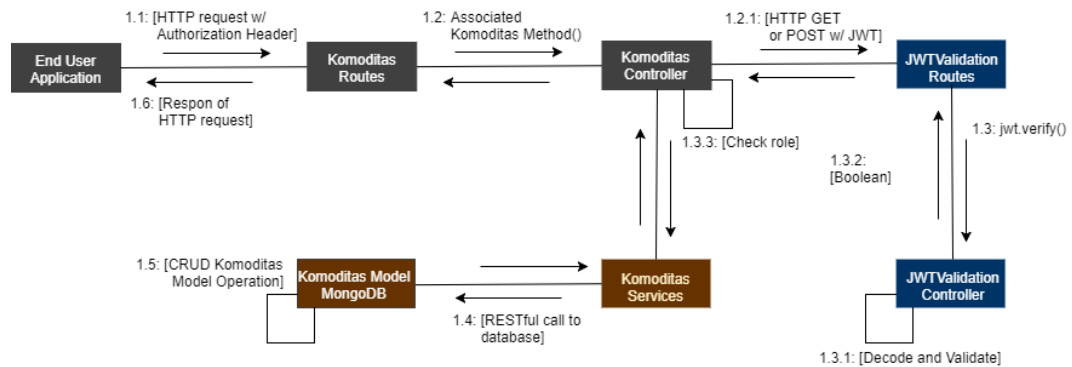 1.1: [HTTP request w/
Authorization Header]
1.2: Associated
Komoditas Method()
1.2.1: [HTTP GET
or POST w/ JWT]
End User
Application
Komoditas
Routes
Komoditas
Controller
JWTValidation
Routes
1.6: [Respon of
HTTP request]
1.3.3: [Check role]
1.3: jwt.verify()
1.3.2:
[Boolean]
1.5: [CRUD Komoditas
Model Operation]
Komoditas Model
MongoDB
Komoditas
Services
JWTValidation
Controller
1.4: [RESTful call to
database]
1.3.1: [Decode and Validate]